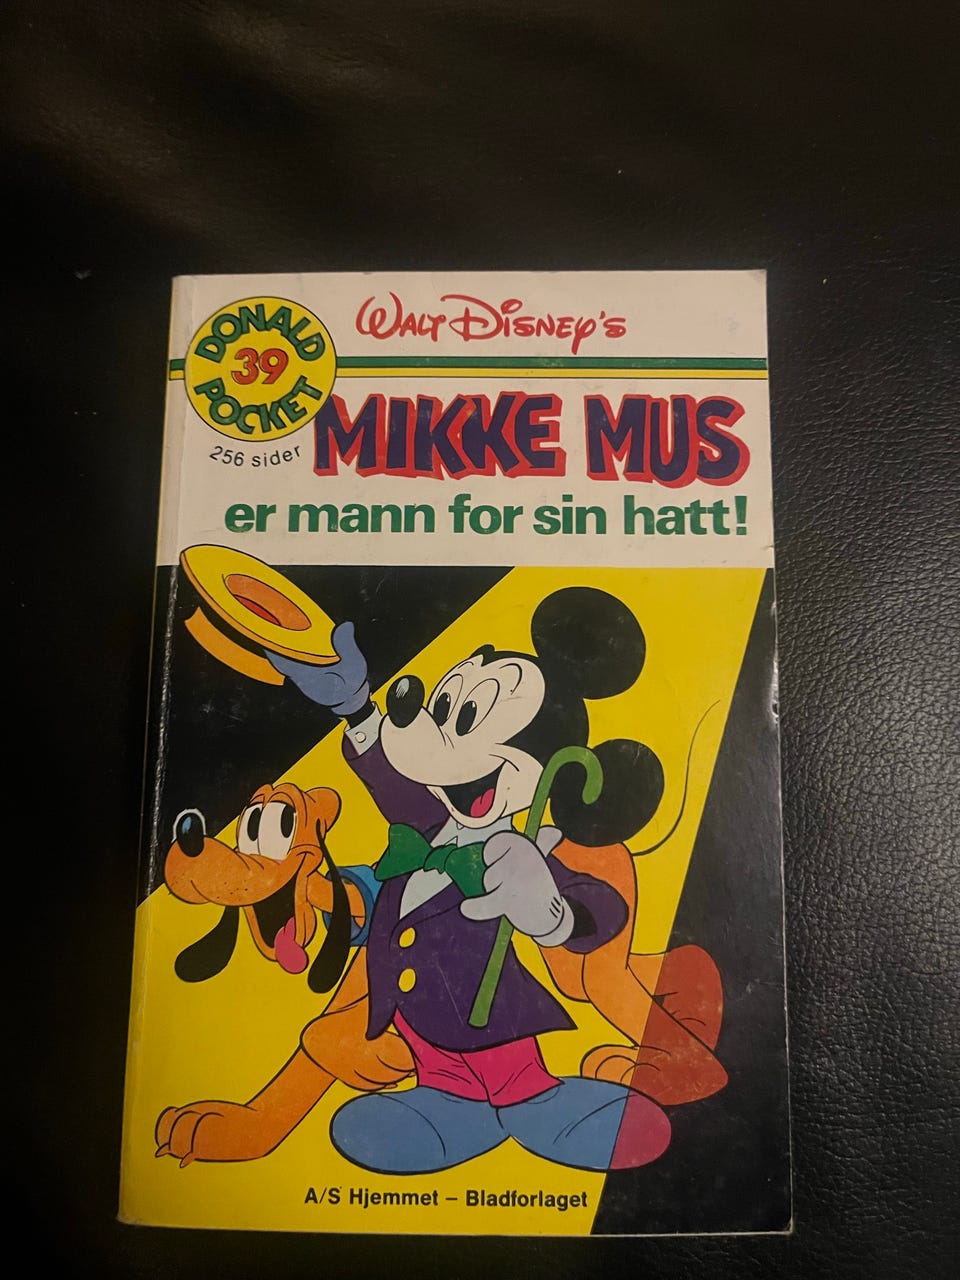 WALT DISNEY'S
DONALD
39
POCKET
256 sider
MIKKE MUS
er mann for sin hatt!
A/S Hjemmet – Bladforlaget